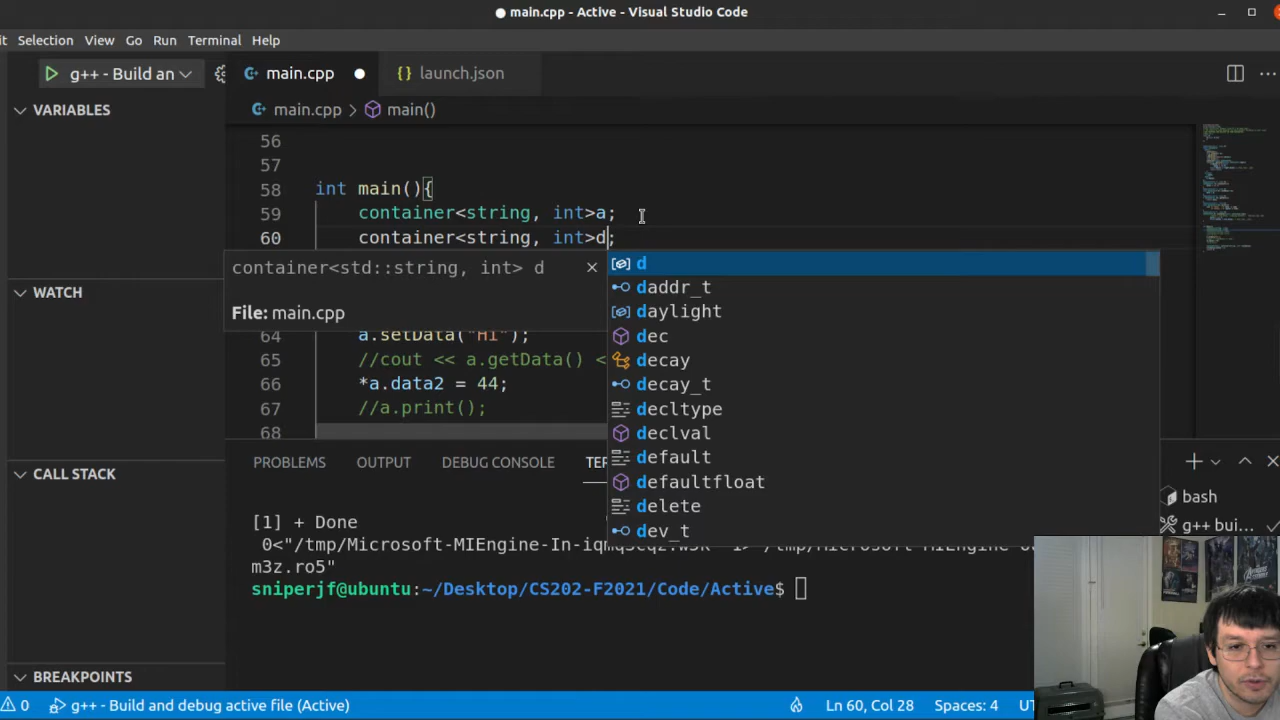 ● main.cpp - Active - Visual Studio Code
it Selection View Go Run Terminal Help
g++ - Build an
main.cpp ●
{} launch.json
main.cpp > main()
VARIABLES
WATCH
CALL STACK
BREAKPOINTS
56
57
58 int main(){
59 container<string, int>a;
60 container<string, int>d;
container<std::string, int> d
File: main.cpp
64 a.setData("Hi");
65 //cout << a.getData() <
66 *a.data2 = 44;
67 //a.print();
68
d
daddr_t
daylight
dec
decay
decay_t
decltype
declval
default
defaultfloat
delete
dev_t
PROBLEMS OUTPUT DEBUG CONSOLE TER
bash
g++ bui...
[1] + Done
m3z.ro5"
sniperjf@ubuntu:~/Desktop/CS202-F2021/Code/Active$
0 Build and debug active file (Active) Ln 60, Col 28 Spaces: 4 UT